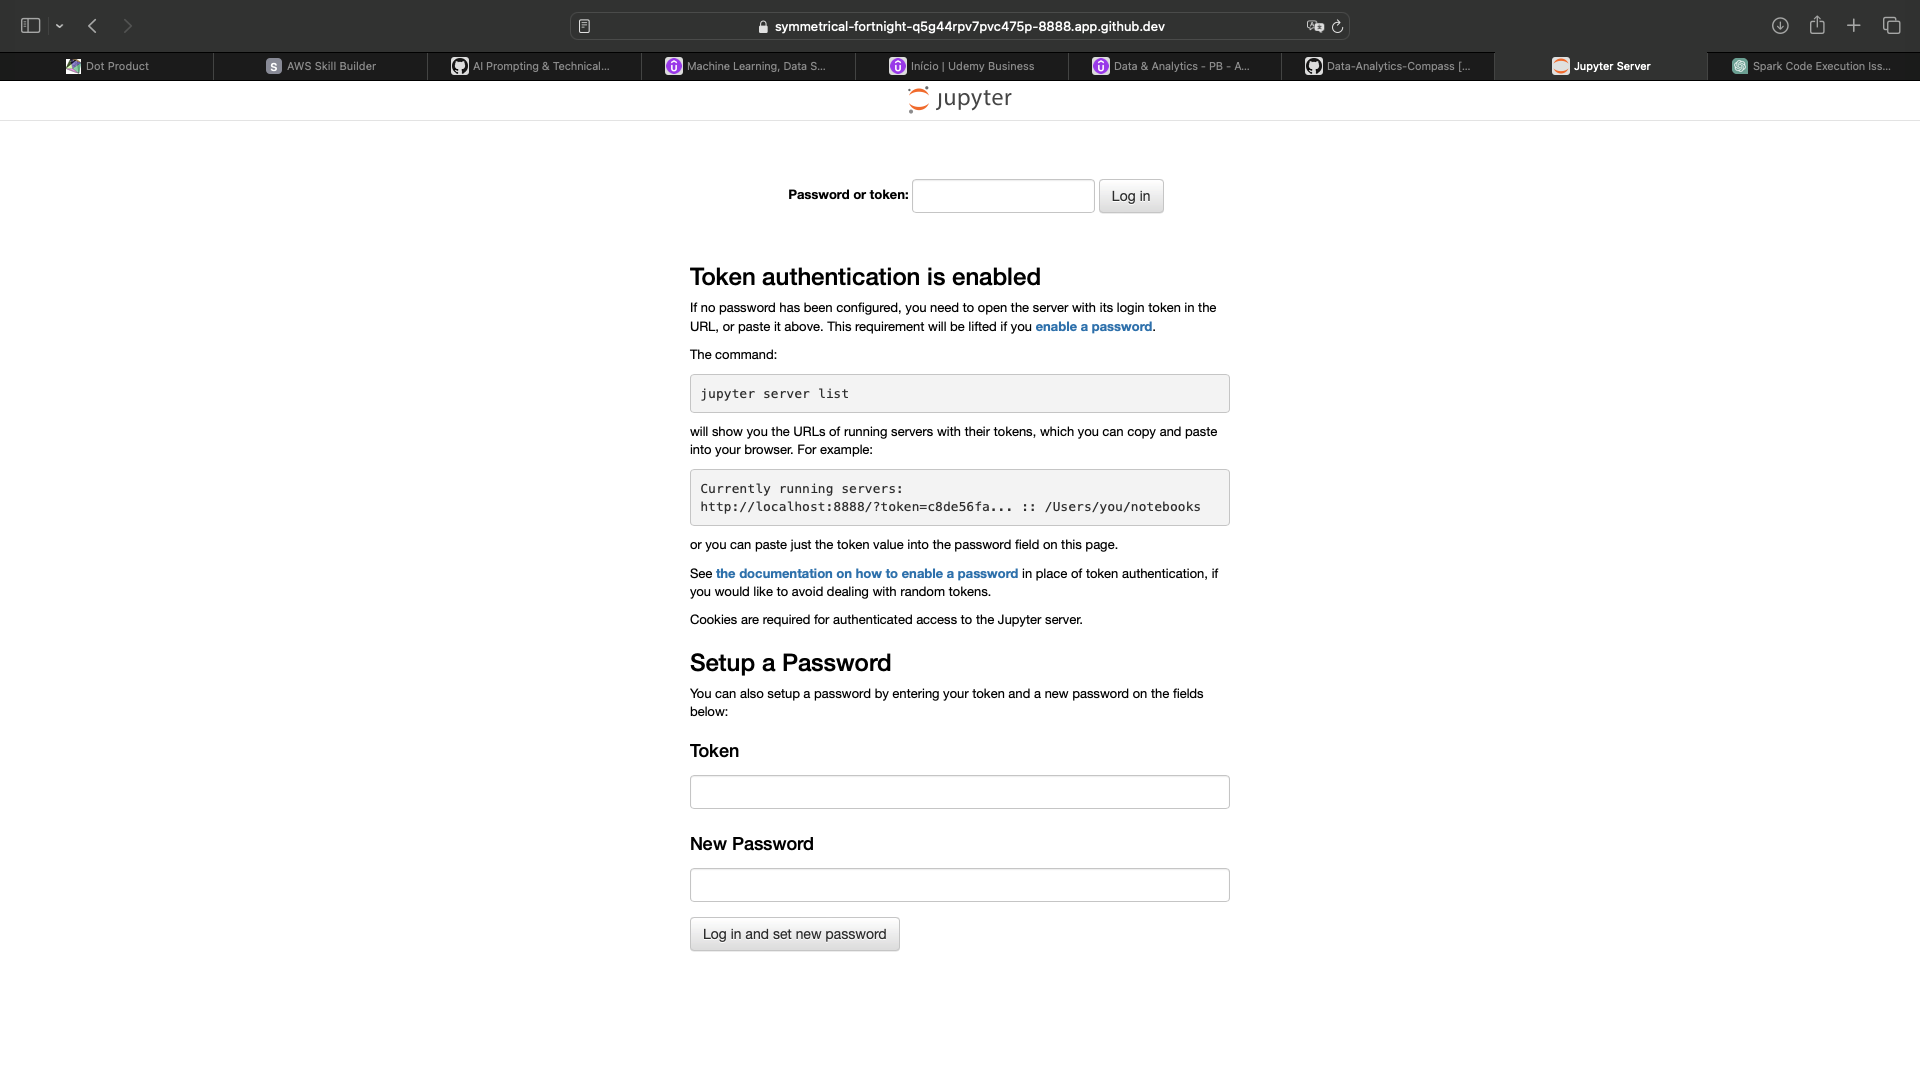 symmetrical-fortnight-q5g44rpv7pvc475p-8888.app.github.dev
Dot Product
S AWS Skill Builder
AI Prompting & Technical...
Machine Learning, Data S...
Início | Udemy Business
Data & Analytics - PB - A...
Data-Analytics-Compass [...
Jupyter Server
Spark Code Execution Iss...
jupyter
Password or token:
Log in
Token authentication is enabled
If no password has been configured, you need to open the server with its login token in the
URL, or paste it above. This requirement will be lifted if you enable a password.
The command:
jupyter server list
will show you the URLs of running servers with their tokens, which you can copy and paste
into your browser. For example:
Currently running servers:
http://localhost:8888/?token=c8de56fa... :: /Users/you/notebooks
or you can paste just the token value into the password field on this page.
See the documentation on how to enable a password in place of token authentication, if
you would like to avoid dealing with random tokens.
Cookies are required for authenticated access to the Jupyter server.
Setup a Password
You can also setup a password by entering your token and a new password on the fields
below:
Token
New Password
Log in and set new password